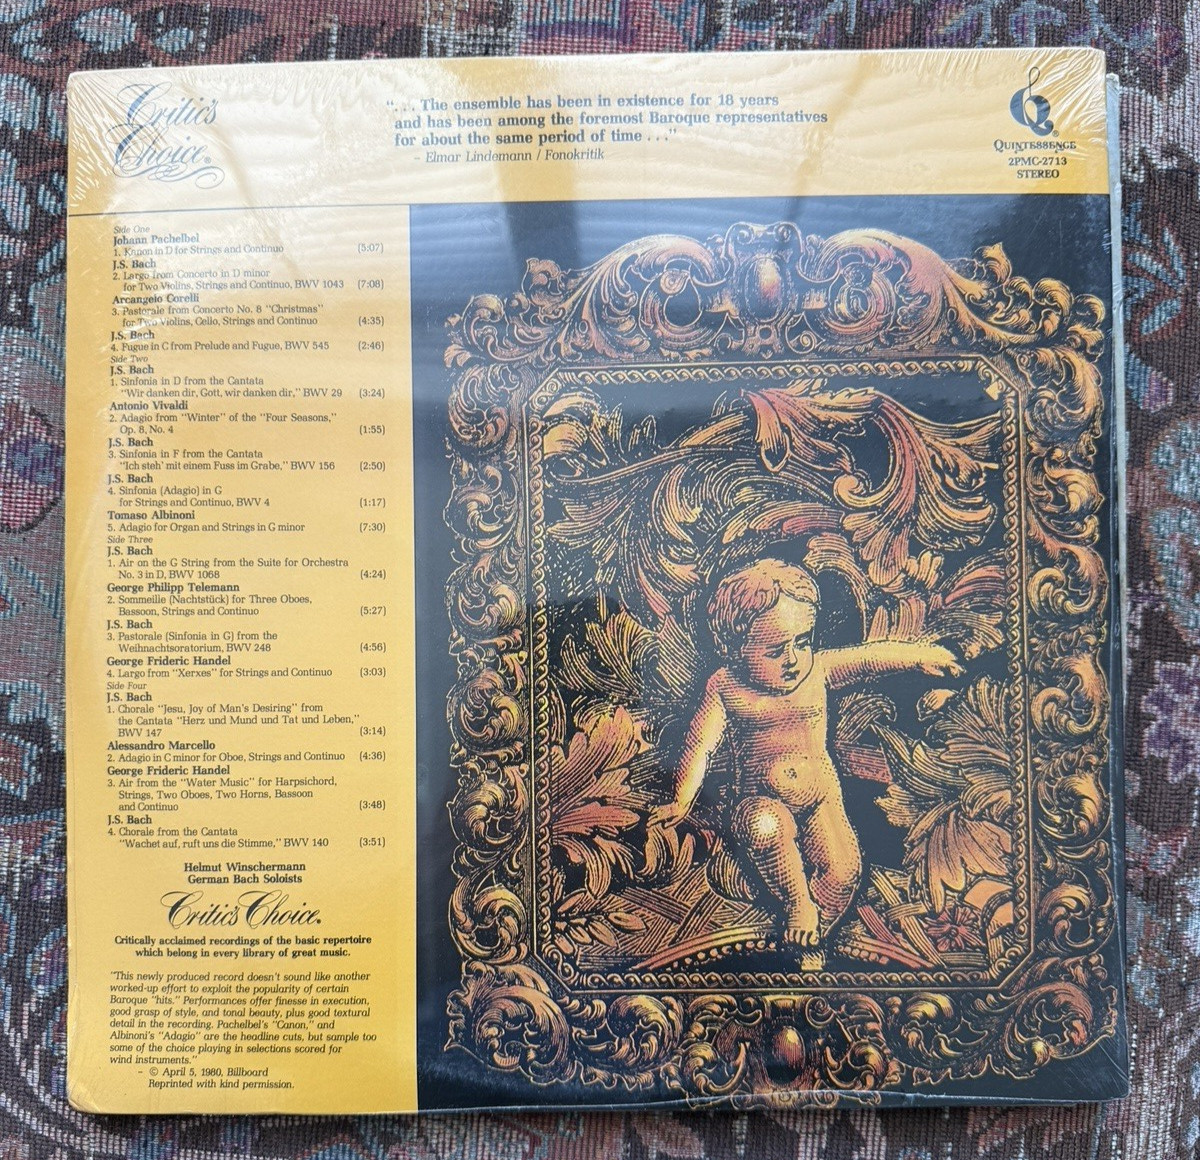 Critic's
Choice®
". . . The ensemble has been in existence for 18 years
and has been among the foremost Baroque representatives
for about the same period of time . . ."
– Elmar Lindemann / Fonokritik
QUINTESSENCE
2PMC-2713
STEREO
Side One
Johann Pachelbel
1. Kanon in D for Strings and Continuo (5:07)
J.S. Bach
2. Largo from Concerto in D minor
for Two Violins, Strings and Continuo, BWV 1043 (7:08)
Arcangelo Corelli
3. Pastorale from Concerto No. 8 "Christmas"
for Two Violins, Cello, Strings and Continuo (4:35)
J.S. Bach
4. Fugue in C from Prelude and Fugue, BWV 545 (2:46)
Side Two
J.S. Bach
1. Sinfonia in D from the Cantata
"Wir danken dir, Gott, wir danken dir," BWV 29 (3:24)
Antonio Vivaldi
2. Adagio from "Winter" of the "Four Seasons,"
Op. 8, No. 4 (1:55)
J.S. Bach
3. Sinfonia in F from the Cantata
"Ich steh' mit einem Fuss im Grabe," BWV 156 (2:50)
J.S. Bach
4. Sinfonia (Adagio) in G
for Strings and Continuo, BWV 4 (1:17)
Tomaso Albinoni
5. Adagio for Organ and Strings in G minor (7:30)
Side Three
J.S. Bach
1. Air on the G String from the Suite for Orchestra
No. 3 in D, BWV 1068 (4:24)
George Philipp Telemann
2. Sommeille (Nachtstück) for Three Oboes,
Bassoon, Strings and Continuo (5:27)
J.S. Bach
3. Pastorale (Sinfonia in G) from the
Weihnachtsoratorium, BWV 248 (4:56)
George Frideric Handel
4. Largo from "Xerxes" for Strings and Continuo (3:03)
Side Four
J.S. Bach
1. Chorale "Jesu, Joy of Man's Desiring" from
the Cantata "Herz und Mund und Tat und Leben,"
BWV 147 (3:14)
Alessandro Marcello
2. Adagio in C minor for Oboe, Strings and Continuo (4:36)
George Frideric Handel
3. Air from the "Water Music" for Harpsichord,
Strings, Two Oboes, Two Horns, Bassoon
and Continuo (3:48)
J.S. Bach
4. Chorale from the Cantata
"Wachet auf, ruft uns die Stimme," BWV 140 (3:51)
Helmut Winschermann
German Bach Soloists
Critic's Choice®
Critically acclaimed recordings of the basic repertoire
which belong in every library of great music.
"This newly produced record doesn't sound like another
worked-up effort to exploit the popularity of certain
Baroque "hits." Performances offer finesse in execution,
good grasp of style, and tonal beauty, plus good textural
detail in the recording. Pachelbel's "Canon," and
Albinoni's "Adagio" are the headline cuts, but sample too
some of the choice playing in selections scored for
wind instruments."
– © April 5, 1980, Billboard
Reprinted with kind permission.